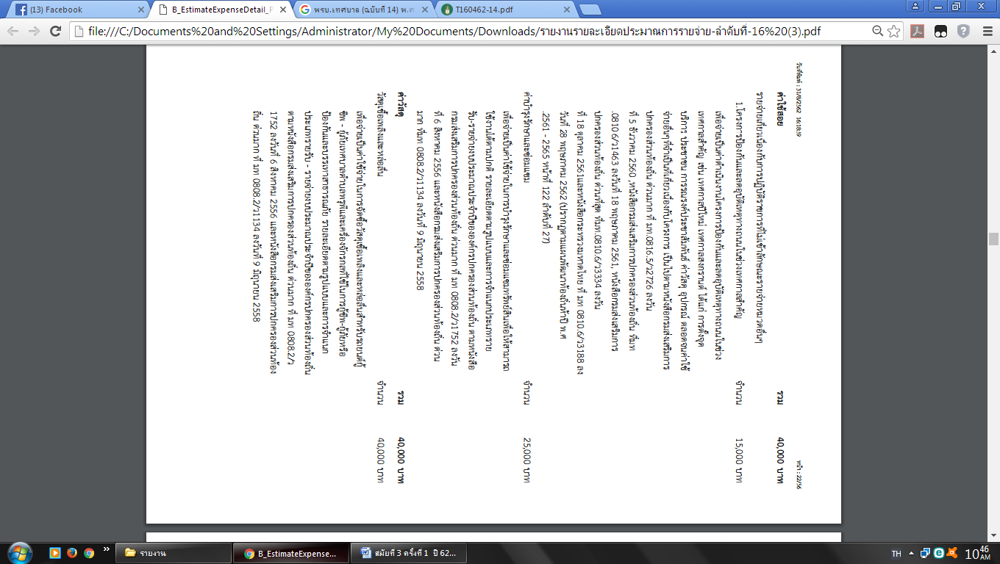 (13) Facebook
B_EstimateExpenseDetail_F
พรบ.เทศบาล (ฉบับที่ 14) พ.ศ
T160462-14.pdf
file:///C:/Documents%20and%20Settings/Administrator/My%20Documents/Downloads/รายงานรายละเอียดประมาณการรายจ่าย-ลำดับที่-16%20(3).pdf
วันที่พิมพ์ : 31/8/2562 16:18:39
หน้า : 22/56
ค่าใช้สอย รวม 40,000 บาท
รายจ่ายเกี่ยวเนื่องกับการปฏิบัติราชการที่ไม่เข้าลักษณะรายจ่ายหมวดอื่นๆ
1.โครงการป้องกันและลดอุบัติเหตุทางถนนในช่วงเทศกาลสำคัญ จำนวน 15,000 บาท
เพื่อจ่ายเป็นค่าดำเนินงานโครงการป้องกันและลดอุบัติเหตุทางถนนในช่วง
เทศกาลสำคัญ เช่น เทศกาลปีใหม่ เทศกาลสงกรานต์ ได้แก่ การตั้งจุด
บริการ ประชาชน การรณรงค์ประชาสัมพันธ์ ค่าวัสดุ อุปกรณ์ ตลอดจนค่าใช้
จ่ายอื่นๆที่จำเป็นที่เกี่ยวเนื่องกับโครงการ เป็นไปตามหนังสือกรมส่งเสริมการ
ปกครองส่วนท้องถิ่น ด่วนมาก ที่ มท.0816.5/ว2726 ลงวัน
ที่ 5 ธันวาคม 2560 ,หนังสือกรมส่งเสริมการปกครองส่วนท้องถิ่น ที่มท
.0810.6/ว1463 ลงวันที่ 18 พฤษภาคม 2561, หนังสือกรมส่งเสริมการ
ปกครองส่วนท้องถิ่น ด่วนที่สุด ที่มท.0810.6/ว3334 ลงวัน
ที่ 18 ตุลาคม 2561และหนังสือกระทรวงมหาดไทย ที่ มท 0810.6/ว3188 ลง
วันที่ 28 พฤษภาคม 2562 (ปรากฏตามแผนพัฒนาท้องถิ่นห้าปี พ.ศ
.2561 - 2565 หน้าที่ 122 ลำดับที่ 27)
ค่าบำรุงรักษาและซ่อมแซม จำนวน 25,000 บาท
เพื่อจ่ายเป็นค่าใช้จ่ายในการบำรุงรักษาและซ่อมแซมทรัพย์สินเพื่อให้สามารถ
ใช้งานได้ตามปกติ รายละเอียดตามรูปแบบและการจำแนกประเภทราย
รับ-รายจ่ายงบประมาณประจำปีขององค์กรปกครองส่วนท้องถิ่น ตามหนังสือ
กรมส่งเสริมการปกครองส่วนท้องถิ่น ด่วนมาก ที่ มท 0808.2/ว1752 ลงวัน
ที่ 6 สิงหาคม 2556 และหนังสือกรมส่งเสริมการปกครองส่วนท้องถิ่น ด่วน
มาก ที่มท 0808.2/ว1134 ลงวันที่ 9 มิถุนายน 2558
ค่าวัสดุ รวม 40,000 บาท
วัสดุเชื้อเพลิงและหล่อลื่น จำนวน 40,000 บาท
เพื่อจ่ายเป็นค่าใช้จ่ายในการจัดซื้อวัสดุเชื้อเพลิงและหล่อลื่นสำหรับรถยนต์กู้
ชีพ - กู้ภัยเทศบาลตำบลพรุพีและเครื่องจักรกลที่ใช้ในการกู้ชีพ-กู้ภัยหรือ
ป้องกันและบรรเทาสาธารณภัย รายละเอียดตามรูปแบบและการจำแนก
ประเภทรายรับ - รายจ่ายงบประมาณประจำปีขององค์กรปกครองส่วนท้องถิ่น
ตามหนังสือกรมส่งเสริมการปกครองส่วนท้องถิ่น ด่วนมาก ที่ มท 0808.2/ว
1752 ลงวันที่ 6 สิงหาคม 2556 และหนังสือกรมส่งเสริมการปกครองส่วนท้อง
ถิ่น ด่วนมาก ที่ มท 0808.2/ว1134 ลงวันที่ 9 มิถุนายน 2558
รายงาน
B_EstimateExpense...
สมัยที่ 3 ครั้งที่ 1 ปี 62...
TH
10 46 AM